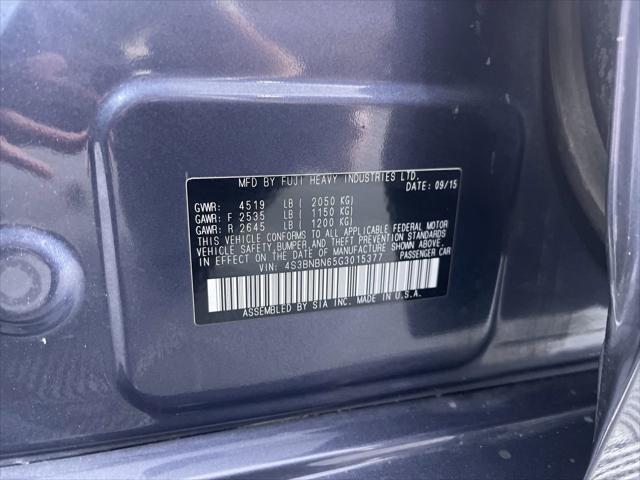 MFD BY FUJI HEAVY INDUSTRIES LTD.
DATE: 09/15
GVWR: 4519 LB ( 2050 KG)
GAWR: F 2535 LB ( 1150 KG)
GAWR: R 2645 LB ( 1200 KG)
THIS VEHICLE CONFORMS TO ALL APPLICABLE FEDERAL MOTOR
VEHICLE SAFETY, BUMPER, AND THEFT PREVENTION STANDARDS
IN EFFECT ON THE DATE OF MANUFACTURE SHOWN ABOVE.
VIN: 4S3BNBN65G3015377 PASSENGER CAR
ASSEMBLED BY SIA INC. MADE IN U.S.A.